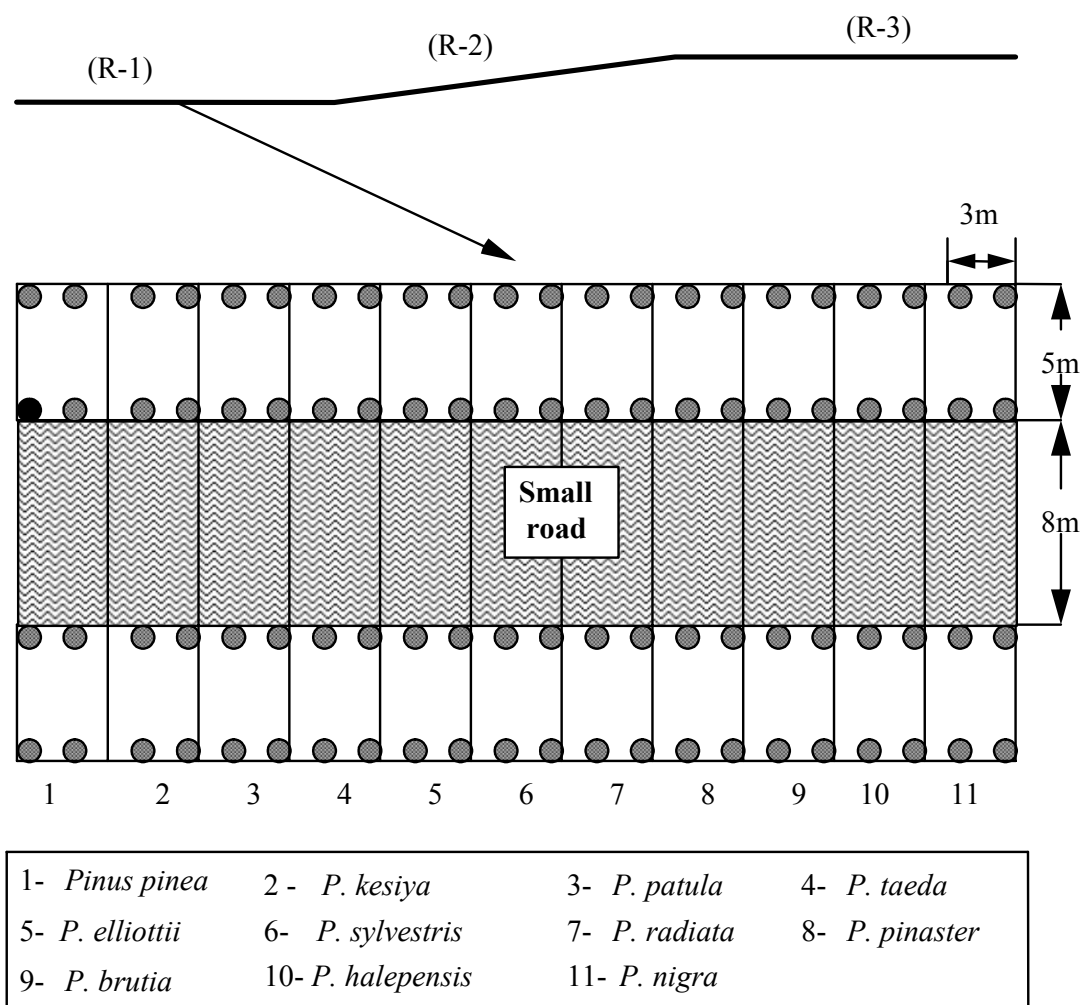 (R-1)
(R-2)
(R-3)
3m
5m
Small
road
8m
1 2 3 4 5 6 7 8 9 10 11
1- Pinus pinea 2 - P. kesiya 3- P. patula 4- P. taeda
5- P. elliottii 6- P. sylvestris 7- P. radiata 8- P. pinaster
9- P. brutia 10- P. halepensis 11- P. nigra